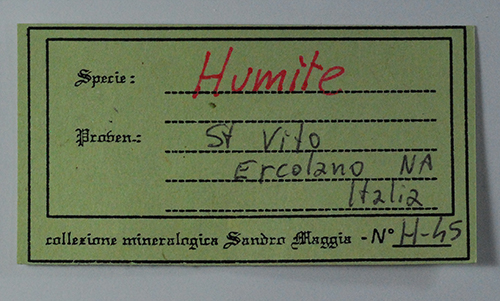 Specie: Humite
Proven.: St Vito
Ercolano NA
Italia
collezione mineralogica Sandro Maggia - N° H-45